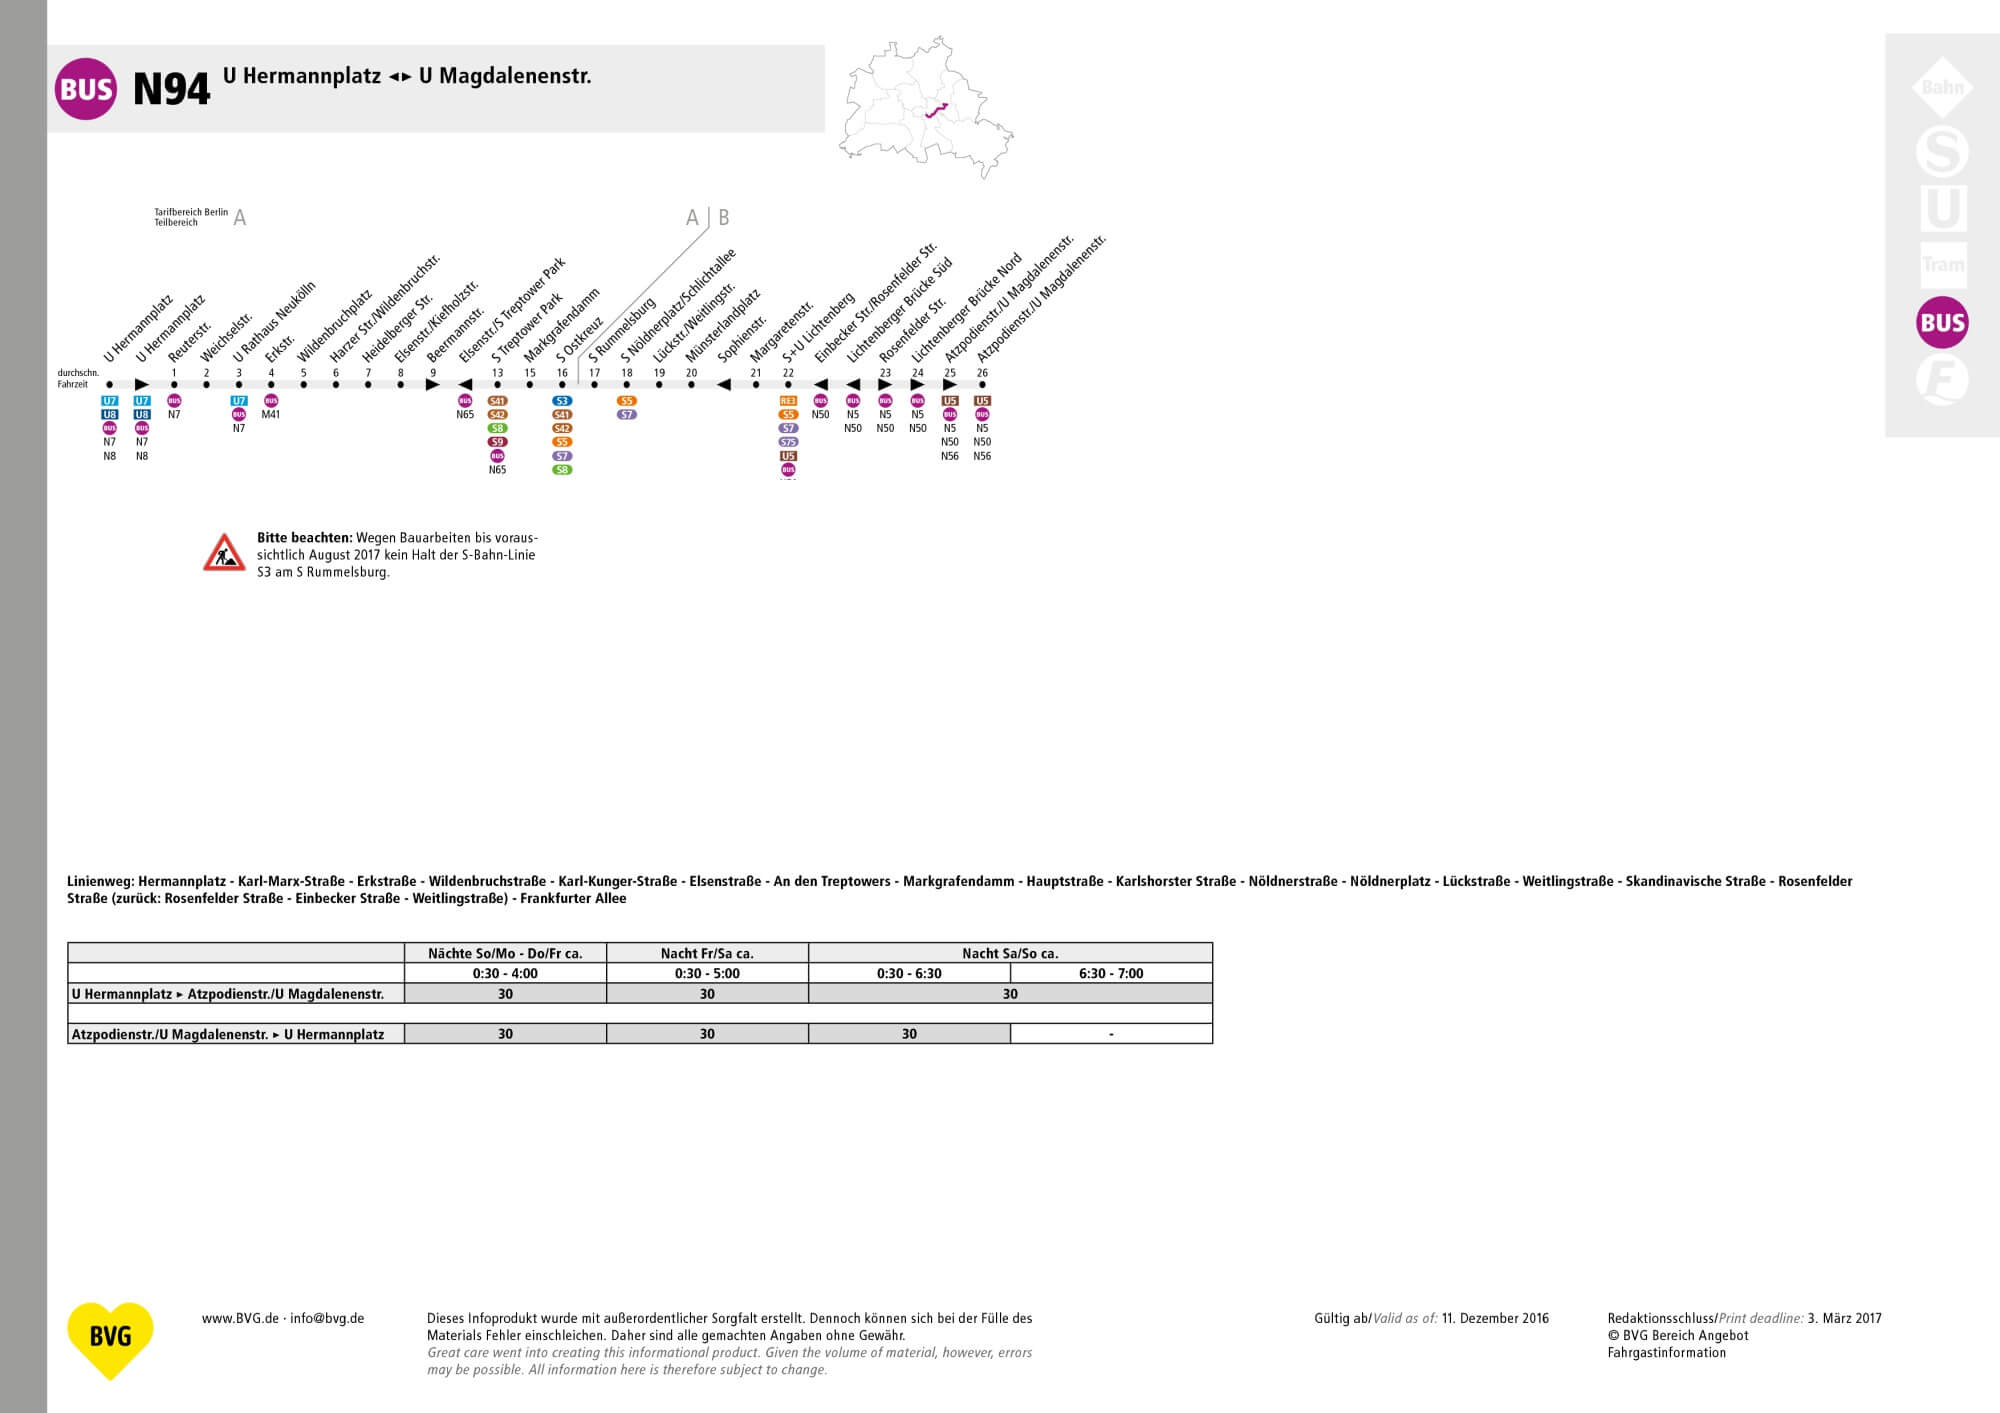 BUS N94 U Hermannplatz ◂▸ U Magdalenenstr.
Bahn
S
U
Tram
BUS
F
Tarifbereich Berlin
Teilbereich
A
A | B
U Hermannplatz
U Hermannplatz
Reuterstr.
Weichselstr.
U Rathaus Neukölln
Erkstr.
Wildenbruchplatz
Harzer Str./Wildenbruchstr.
Heidelberger Str.
Elsenstr./Kiefholzstr.
Beermannstr.
Elsenstr./S Treptower Park
S Treptower Park
Markgrafendamm
S Ostkreuz
S Rummelsburg
S Nöldnerplatz/Schlichtallee
Lückstr./Weitlingstr.
Münsterlandplatz
Sophienstr.
Margaretenstr.
S+U Lichtenberg
Einbecker Str./Rosenfelder Str.
Lichtenberger Brücke Süd
Rosenfelder Str.
Lichtenberger Brücke Nord
Atzpodienstr./U Magdalenenstr.
Atzpodienstr./U Magdalenenstr.
durchschn.
Fahrzeit
1 2 3 4 5 6 7 8 9 13 15 16 17 18 19 20 21 22 23 24 25 26
U7 U7 BUS U7 BUS BUS S41 S3 S5 RE3 BUS BUS BUS BUS U5 U5
U8 U8 N7 BUS M41 N65 S42 S41 S7 S5 N50 N5 N5 N5 BUS BUS
BUS BUS N7 S8 S42 S7 N50 N50 N50 N5 N5
N7 N7 S9 S5 S75 N50 N50
N8 N8 BUS S7 U5 N56 N56
N65 S8 BUS
Bitte beachten: Wegen Bauarbeiten bis voraus-
sichtlich August 2017 kein Halt der S-Bahn-Linie
S3 am S Rummelsburg.
Linienweg: Hermannplatz - Karl-Marx-Straße - Erkstraße - Wildenbruchstraße - Karl-Kunger-Straße - Elsenstraße - An den Treptowers - Markgrafendamm - Hauptstraße - Karlshorster Straße - Nöldnerstraße - Nöldnerplatz - Lückstraße - Weitlingstraße - Skandinavische Straße - Rosenfelder
Straße (zurück: Rosenfelder Straße - Einbecker Straße - Weitlingstraße) - Frankfurter Allee
Nächte So/Mo - Do/Fr ca. Nacht Fr/Sa ca. Nacht Sa/So ca.
0:30 - 4:00 0:30 - 5:00 0:30 - 6:30 6:30 - 7:00
U Hermannplatz ▸ Atzpodienstr./U Magdalenenstr. 30 30 30
Atzpodienstr./U Magdalenenstr. ▸ U Hermannplatz 30 30 30 -
BVG
www.BVG.de · info@bvg.de
Dieses Infoprodukt wurde mit außerordentlicher Sorgfalt erstellt. Dennoch können sich bei der Fülle des
Materials Fehler einschleichen. Daher sind alle gemachten Angaben ohne Gewähr.
Great care went into creating this informational product. Given the volume of material, however, errors
may be possible. All information here is therefore subject to change.
Gültig ab/Valid as of: 11. Dezember 2016
Redaktionsschluss/Print deadline: 3. März 2017
© BVG Bereich Angebot
Fahrgastinformation